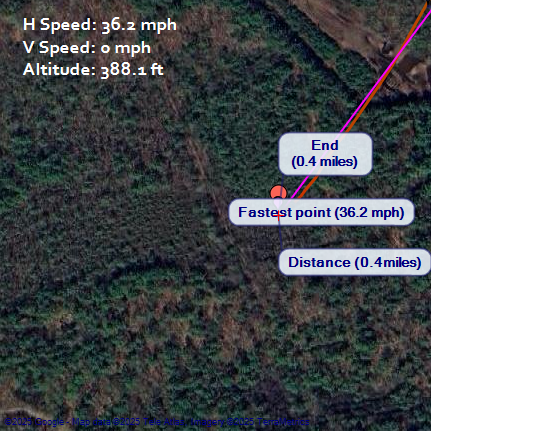 H Speed: 36.2 mph
V Speed: 0 mph
Altitude: 388.1 ft
End
(0.4 miles)
Fastest point (36.2 mph)
Distance (0.4miles)